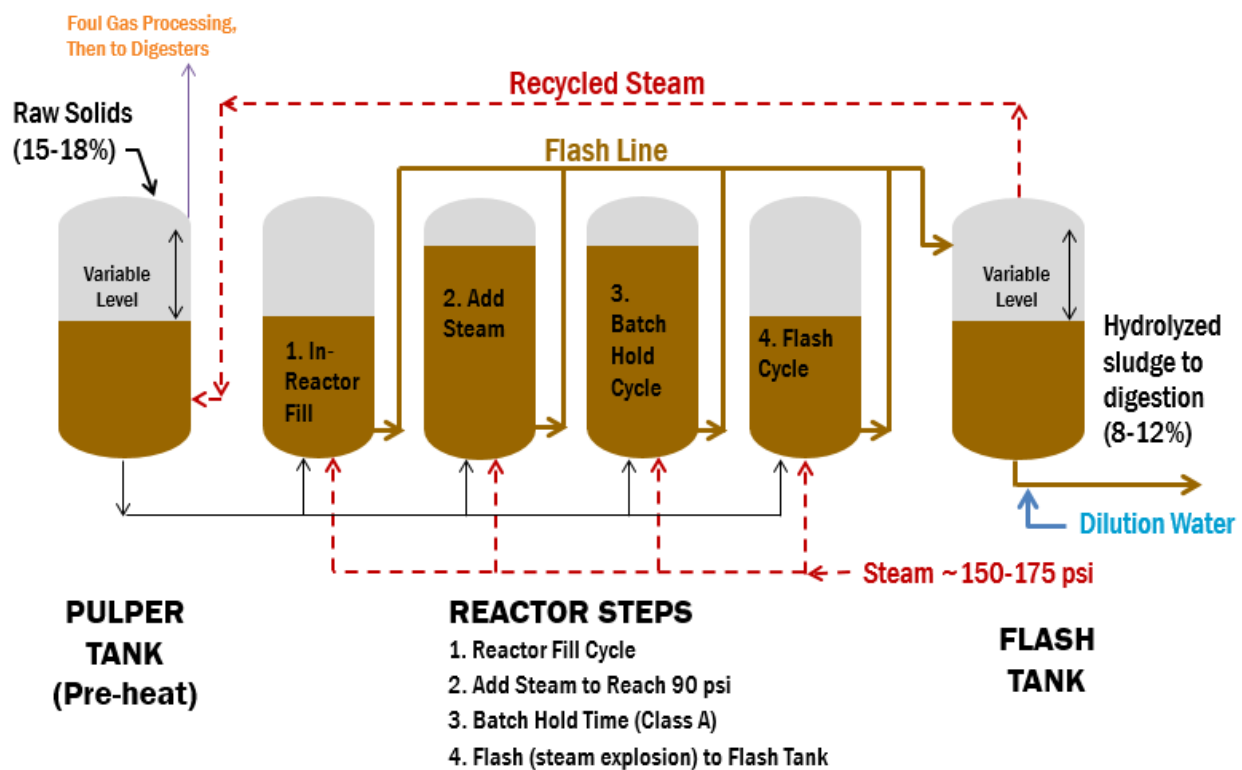 Foul Gas Processing,
Then to Digesters
Raw Solids
(15-18%)
Recycled Steam
Flash Line
Variable
Level
1. In-
Reactor
Fill
2. Add
Steam
3.
Batch
Hold
Cycle
4. Flash
Cycle
Variable
Level
Hydrolyzed
sludge to
digestion
(8-12%)
Dilution Water
Steam ~150-175 psi
PULPER
TANK
(Pre-heat)
REACTOR STEPS
1. Reactor Fill Cycle
2. Add Steam to Reach 90 psi
3. Batch Hold Time (Class A)
4. Flash (steam explosion) to Flash Tank
FLASH
TANK